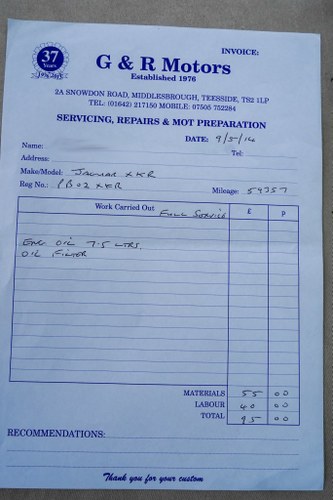 INVOICE:
37
Years
1976-2013
G & R Motors
Established 1976
2A SNOWDON ROAD, MIDDLESBROUGH, TEESSIDE, TS2 1LP
TEL: (01642) 217150 MOBILE: 07506 752284
SERVICING, REPAIRS & MOT PREPARATION
DATE: 9/5/14
Name: Tel:
Address:
Make/Model: JAGUAR XKR
Reg No.: PB02 XKR Mileage: 54357
Work Carried Out FULL SERVICE £ P
ENG OIL 7.5 LTRS.
OIL FILTER
MATERIALS 55 00
LABOUR 40 00
TOTAL 95 00
RECOMMENDATIONS:
Thank you for your custom